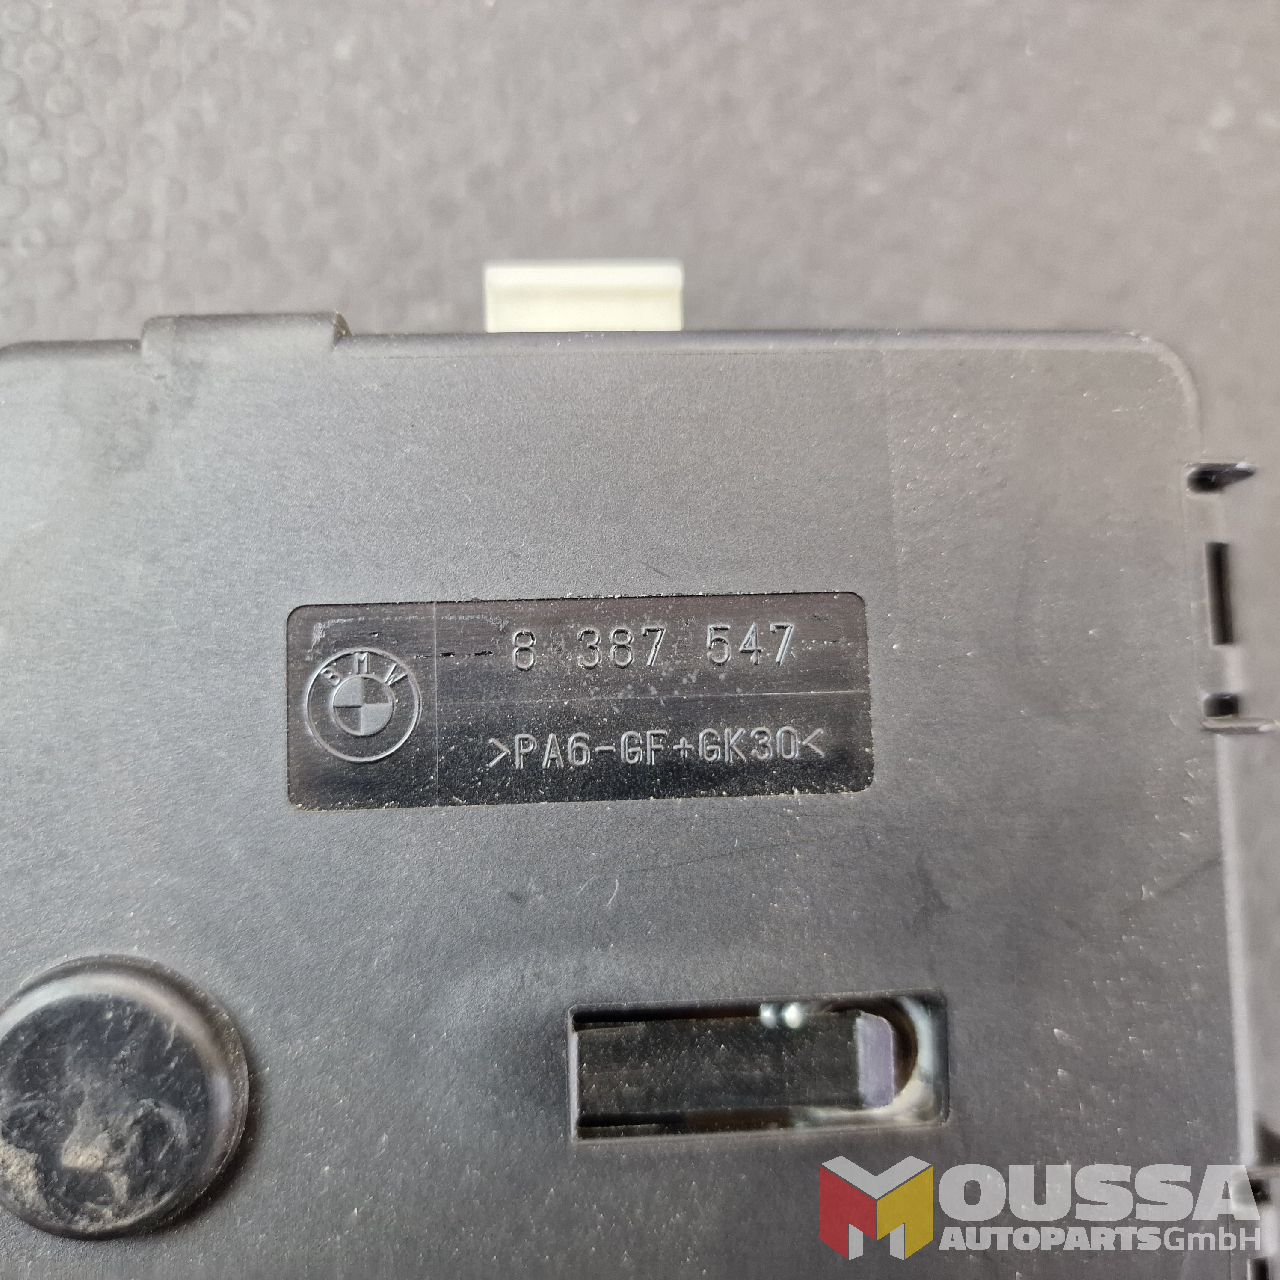 8 387 547
BMW
>PA6-GF+GK30<
MOUSSA
AUTOPARTS GmbH